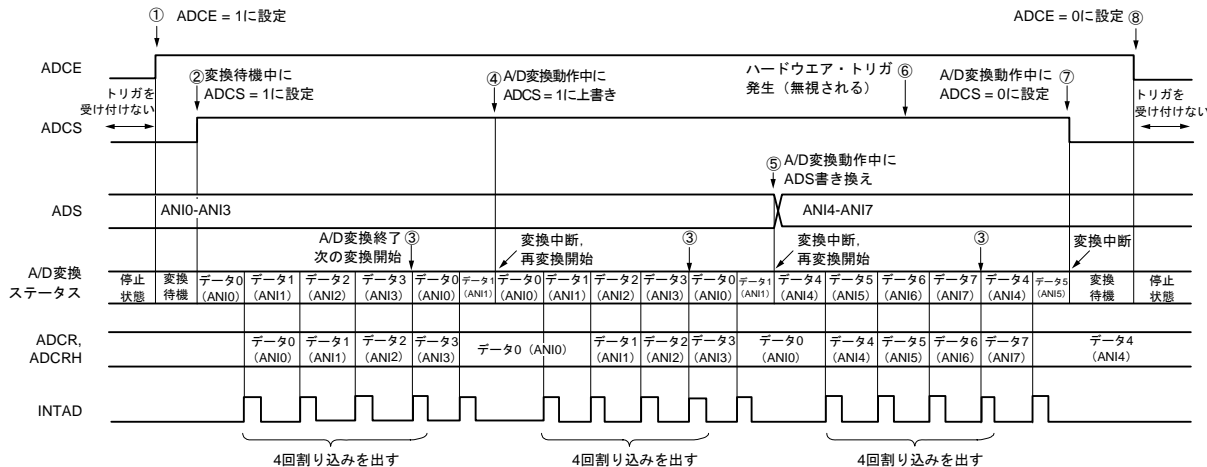 ① ADCE = 1に設定
ADCE = 0に設定 ⑧
ADCE
②変換待機中に
ADCS = 1に設定
④ A/D変換動作中に
ADCS = 1に上書き
ハードウエア・トリガ ⑥
発生（無視される）
A/D変換動作中に ⑦
ADCS = 0に設定
トリガを
受け付けない
トリガを
受け付けない
ADCS
⑤ A/D変換動作中に
ADS書き換え
ADS
ANI0-ANI3
ANI4-ANI7
A/D変換終了 ③
次の変換開始
変換中断,
再変換開始
③
変換中断,
再変換開始
③
変換中断
A/D変換
ステータス
停止 変換 データ0 データ1 データ2 データ3 データ0 データ1 データ0 データ1 データ2 データ3 データ0 データ1 データ4 データ5 データ6 データ7 データ4 データ5 変換 停止
状態 待機 （ANI0） （ANI1） （ANI2） （ANI3） （ANI0） （ANI1） （ANI0） （ANI1） （ANI2） （ANI3） （ANI0） （ANI1） （ANI4） （ANI5） （ANI6） （ANI7） （ANI4） （ANI5） 待機 状態
ADCR,
ADCRH
データ0 データ1 データ2 データ3 データ0（ANI0） データ1 データ2 データ3 データ0 データ4 データ5 データ6 データ7 データ4
（ANI0） （ANI1） （ANI2） （ANI3） （ANI1） （ANI2） （ANI3） （ANI0） （ANI4） （ANI5） （ANI6） （ANI7） （ANI4）
INTAD
4回割り込みを出す
4回割り込みを出す
4回割り込みを出す